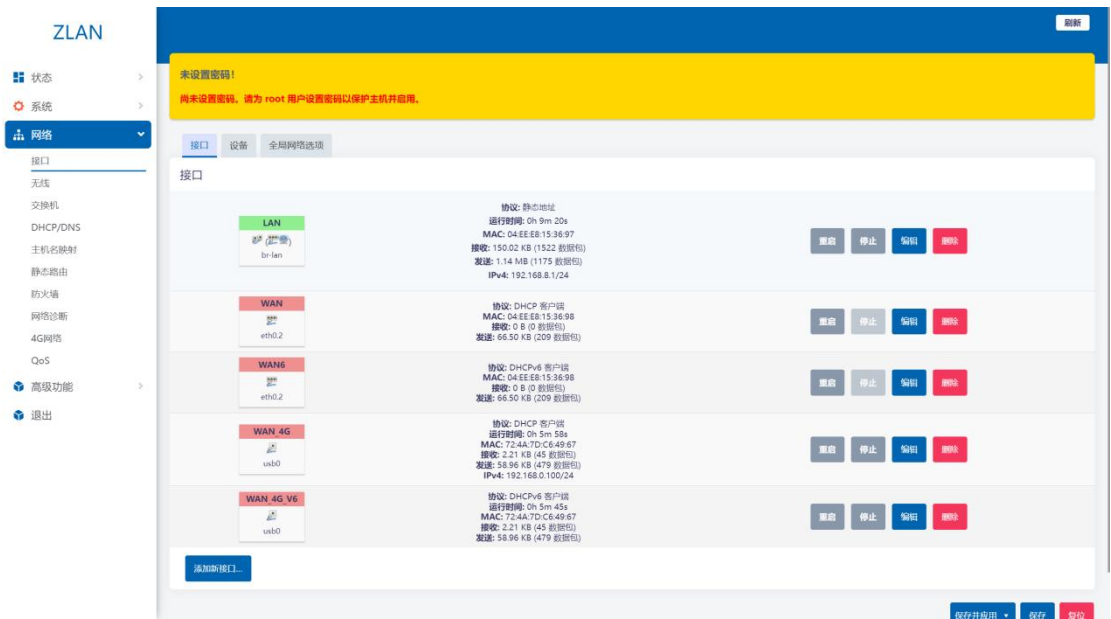 ZLAN
刷新
状态
系统
网络
接口
无线
交换机
DHCP/DNS
主机名映射
静态路由
防火墙
网络诊断
4G网络
QoS
高级功能
退出
未设置密码！
尚未设置密码。请为 root 用户设置密码以保护主机并启用。
接口 设备 全局网络选项
接口
LAN
br-lan
协议: 静态地址
运行时间: 0h 9m 20s
MAC: 04:EE:E8:15:36:97
接收: 150.02 KB (1522 数据包)
发送: 1.14 MB (1175 数据包)
IPv4: 192.168.8.1/24
重启 停止 编辑 删除
WAN
eth0.2
协议: DHCP 客户端
MAC: 04:EE:E8:15:36:98
接收: 0 B (0 数据包)
发送: 66.50 KB (209 数据包)
重启 停止 编辑 删除
WAN6
eth0.2
协议: DHCPv6 客户端
MAC: 04:EE:E8:15:36:98
接收: 0 B (0 数据包)
发送: 66.50 KB (209 数据包)
重启 停止 编辑 删除
WAN_4G
usb0
协议: DHCP 客户端
运行时间: 0h 5m 58s
MAC: 72:4A:7D:C6:49:67
接收: 2.21 KB (45 数据包)
发送: 58.96 KB (479 数据包)
IPv4: 192.168.0.100/24
重启 停止 编辑 删除
WAN_4G_V6
usb0
协议: DHCPv6 客户端
运行时间: 0h 5m 45s
MAC: 72:4A:7D:C6:49:67
接收: 2.21 KB (45 数据包)
发送: 58.96 KB (479 数据包)
重启 停止 编辑 删除
添加新接口...
保存并应用 保存 复位